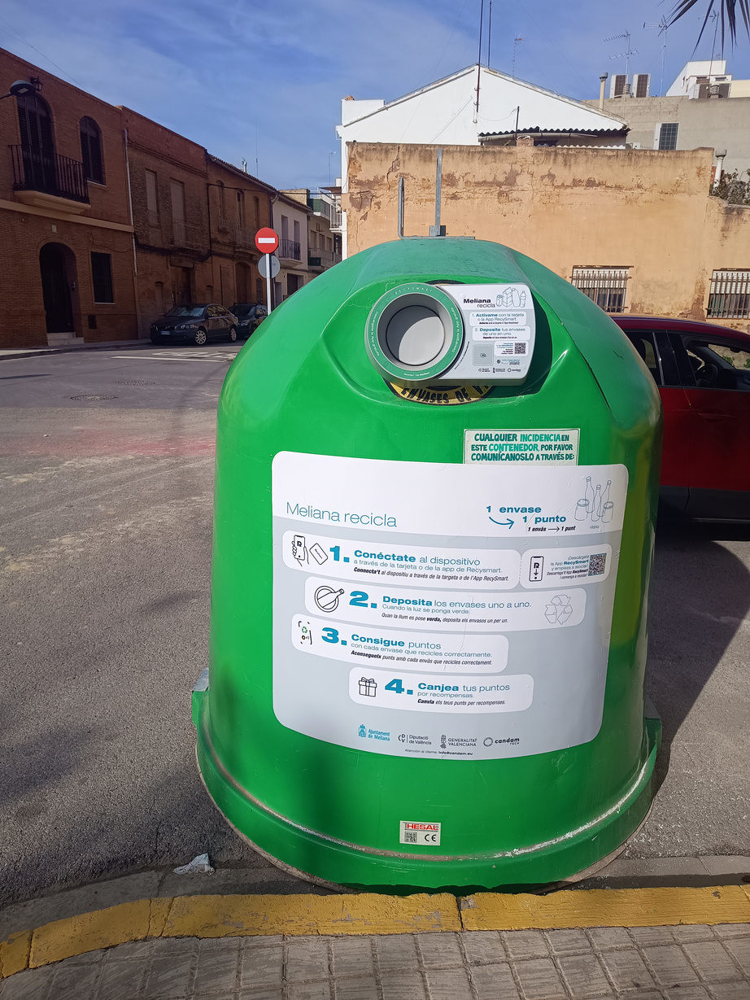 RECYSMART
Meliana
recicla
1. Actívame con la tarjeta
o la App RecySmart.
2. Deposita tus envases
de uno en uno.
ENVASES DE
CUALQUIER INCIDENCIA EN
ESTE CONTENEDOR, POR FAVOR
COMUNÍCANOSLO A TRAVÉS DE:
Meliana recicla
1 envase
1 punto
1 envàs → 1 punt
Vidrio
1. Conéctate al dispositivo
a través de la tarjeta o de la app de Recysmart.
Connecta't al dispositiu a través de la targeta o de l'App RecySmart.
¡Descárgate
la App RecySmart
y empieza a reciclar!
Descarrega't l'App RecySmart
i comença a reciclar!
2. Deposita los envases uno a uno.
Cuando la luz se ponga verde.
Quan la llum es pose verda, deposita els envasos un per un.
3. Consigue puntos
con cada envase que recicles correctamente.
Aconsegueix punts amb cada envàs que recicles correctament.
4. Canjea tus puntos
por recompensas.
Canvia els teus punts per recompenses.
Ajuntament
de Meliana
Diputació
de València
GENERALITAT
VALENCIANA
candam
TECH
Atención al cliente: info@candam.eu
THESAL
CE